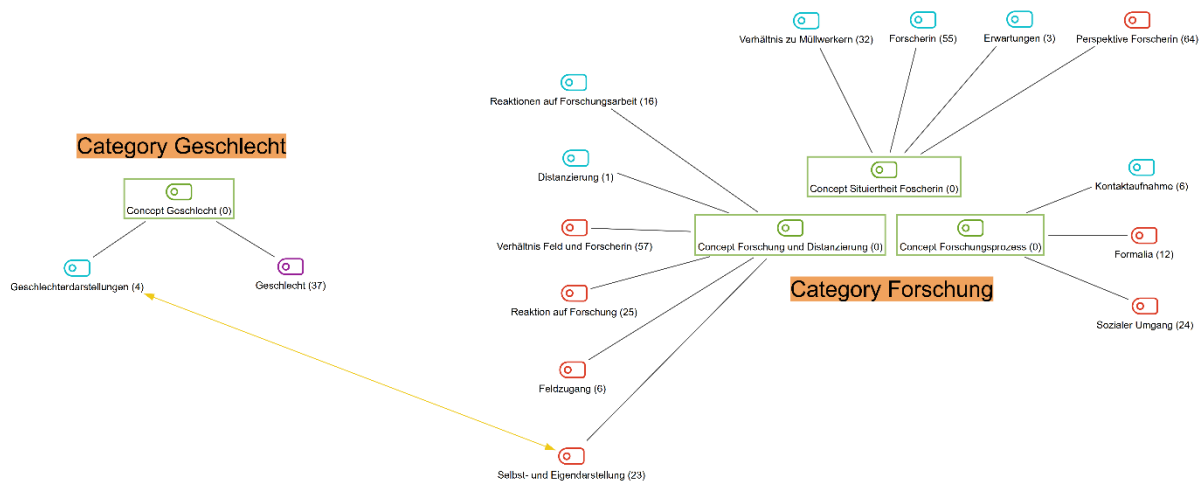 Verhältnis zu Müllwerkern (32)
Forscherin (55)
Erwartungen (3)
Perspektive Forscherin (64)
Reaktionen auf Forschungsarbeit (16)
Category Geschlecht
Distanzierung (1)
Concept Situiertheit Foscherin (0)
Kontaktaufnahme (6)
Concept Geschlecht (0)
Verhältnis Feld und Forscherin (57)
Concept Forschung und Distanzierung (0)
Concept Forschungsprozess (0)
Formalia (12)
Geschlechterdarstellungen (4)
Geschlecht (37)
Category Forschung
Reaktion auf Forschung (25)
Sozialer Umgang (24)
Feldzugang (6)
Selbst- und Eigendarstellung (23)